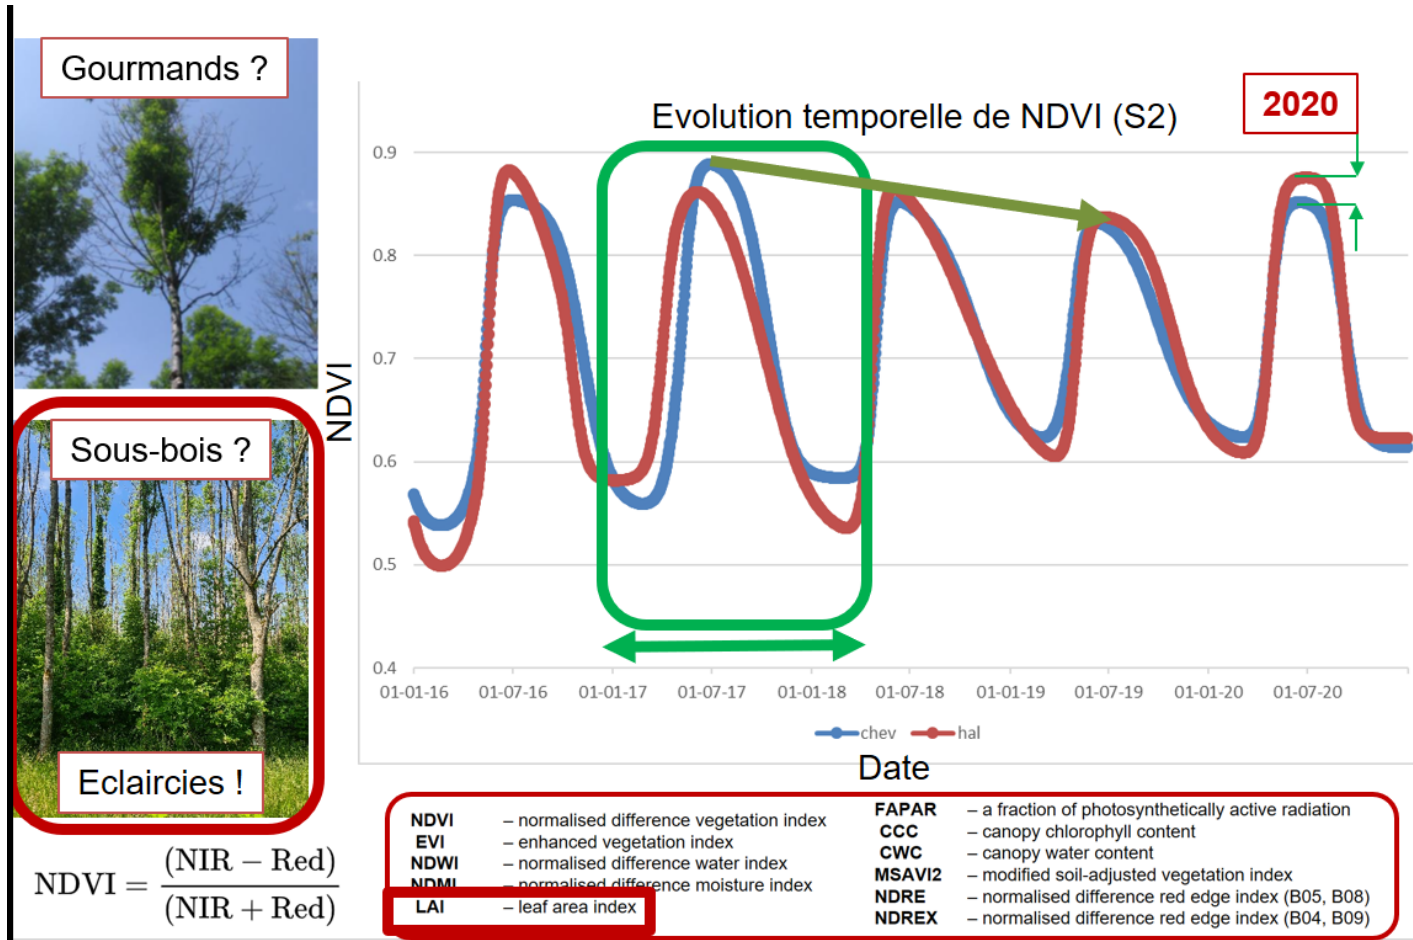 Gourmands ?
Sous-bois ?
Eclaircies !
NDVI = (NIR − Red)
(NIR + Red)
Evolution temporelle de NDVI (S2)
2020
NDVI
0.9
0.8
0.7
0.6
0.5
0.4
01-01-16 01-07-16 01-01-17 01-07-17 01-01-18 01-07-18 01-01-19 01-07-19 01-01-20 01-07-20
chev hal
Date
NDVI – normalised difference vegetation index
EVI – enhanced vegetation index
NDWI – normalised difference water index
NDMI – normalised difference moisture index
LAI – leaf area index
FAPAR – a fraction of photosynthetically active radiation
CCC – canopy chlorophyll content
CWC – canopy water content
MSAVI2 – modified soil-adjusted vegetation index
NDRE – normalised difference red edge index (B05, B08)
NDREX – normalised difference red edge index (B04, B09)